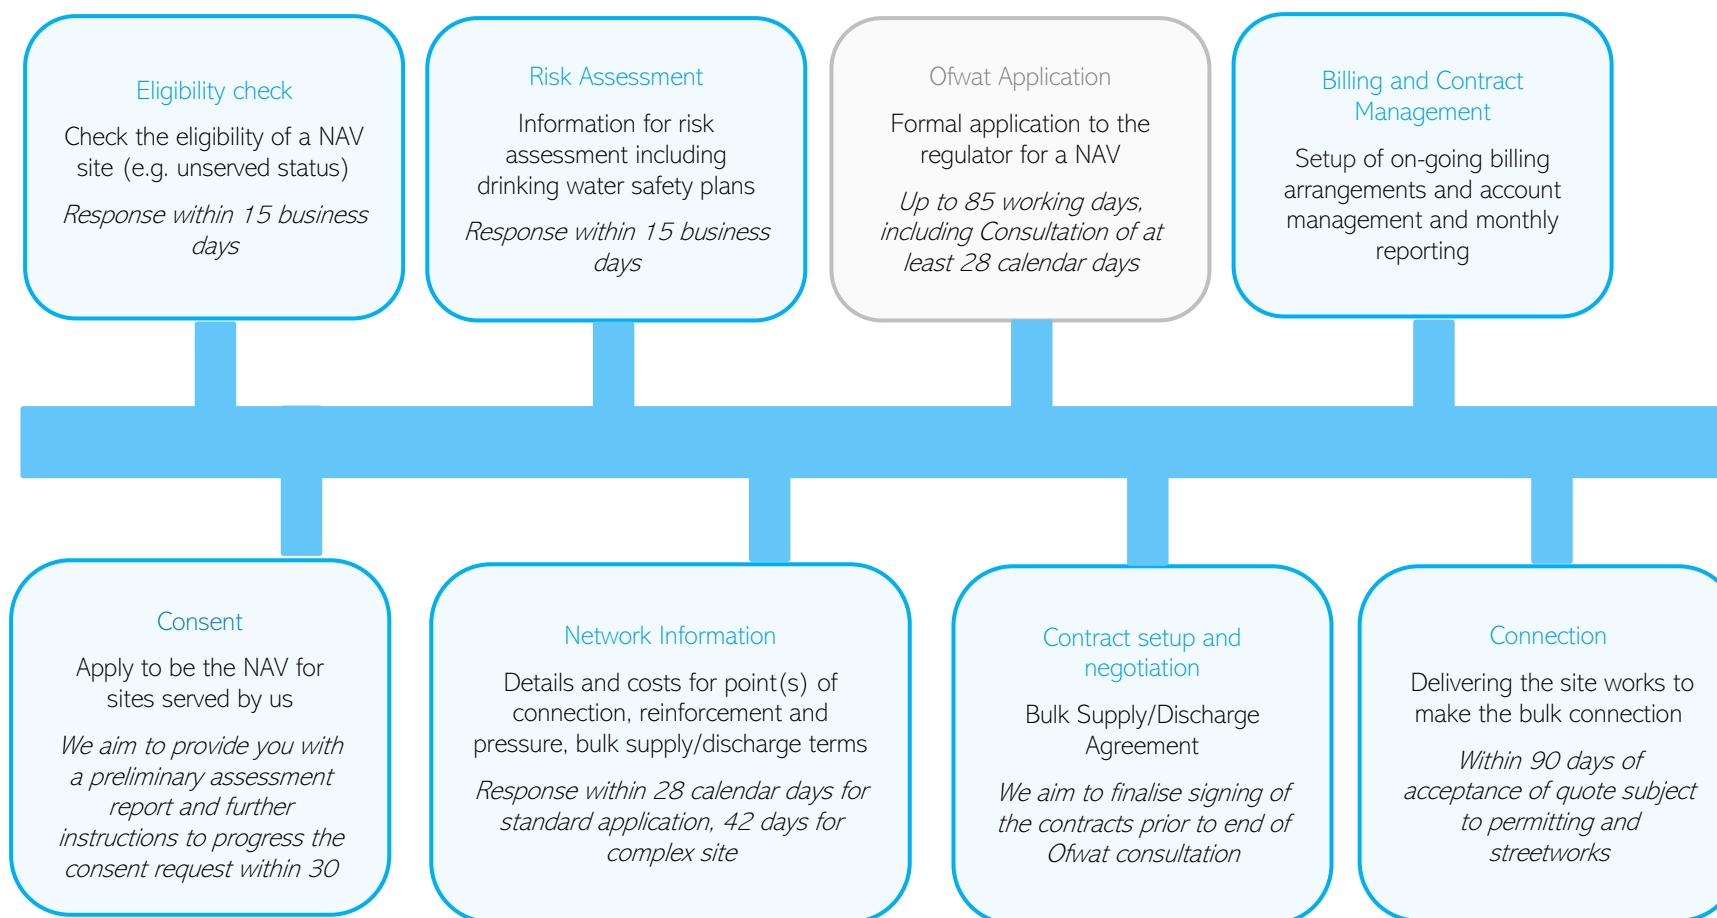 Eligibility check
Check the eligibility of a NAV
site (e.g. unserved status)
Response within 15 business
days
Risk Assessment
Information for risk
assessment including
drinking water safety plans
Response within 15 business
days
Ofwat Application
Formal application to the
regulator for a NAV
Up to 85 working days,
including Consultation of at
least 28 calendar days
Billing and Contract
Management
Setup of on-going billing
arrangements and account
management and monthly
reporting
Consent
Apply to be the NAV for
sites served by us
We aim to provide you with
a preliminary assessment
report and further
instructions to progress the
consent request within 30
Network Information
Details and costs for point(s) of
connection, reinforcement and
pressure, bulk supply/discharge terms
Response within 28 calendar days for
standard application, 42 days for
complex site
Contract setup and
negotiation
Bulk Supply/Discharge
Agreement
We aim to finalise signing of
the contracts prior to end of
Ofwat consultation
Connection
Delivering the site works to
make the bulk connection
Within 90 days of
acceptance of quote subject
to permitting and
streetworks